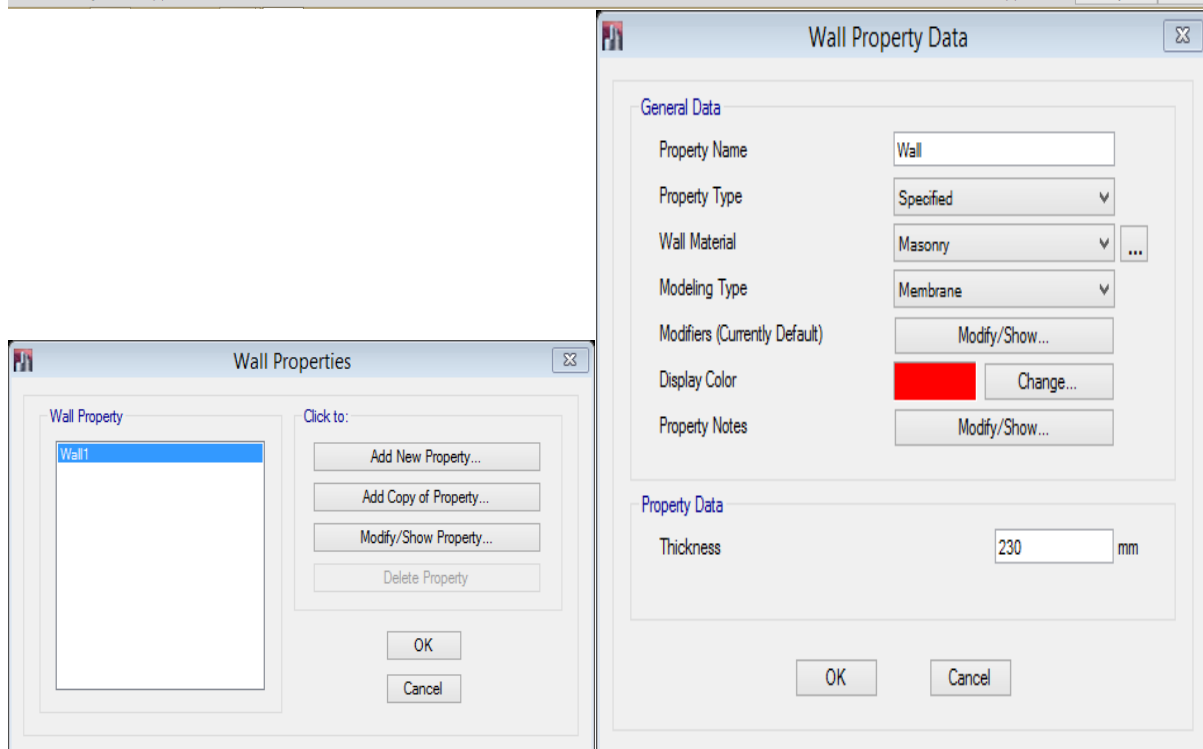 Wall Properties
Wall Property
Wall1
Click to:
Add New Property...
Add Copy of Property...
Modify/Show Property...
Delete Property
OK
Cancel
Wall Property Data
General Data
Property Name Wall
Property Type Specified
Wall Material Masonry ...
Modeling Type Membrane
Modifiers (Currently Default) Modify/Show...
Display Color Change...
Property Notes Modify/Show...
Property Data
Thickness 230 mm
OK Cancel